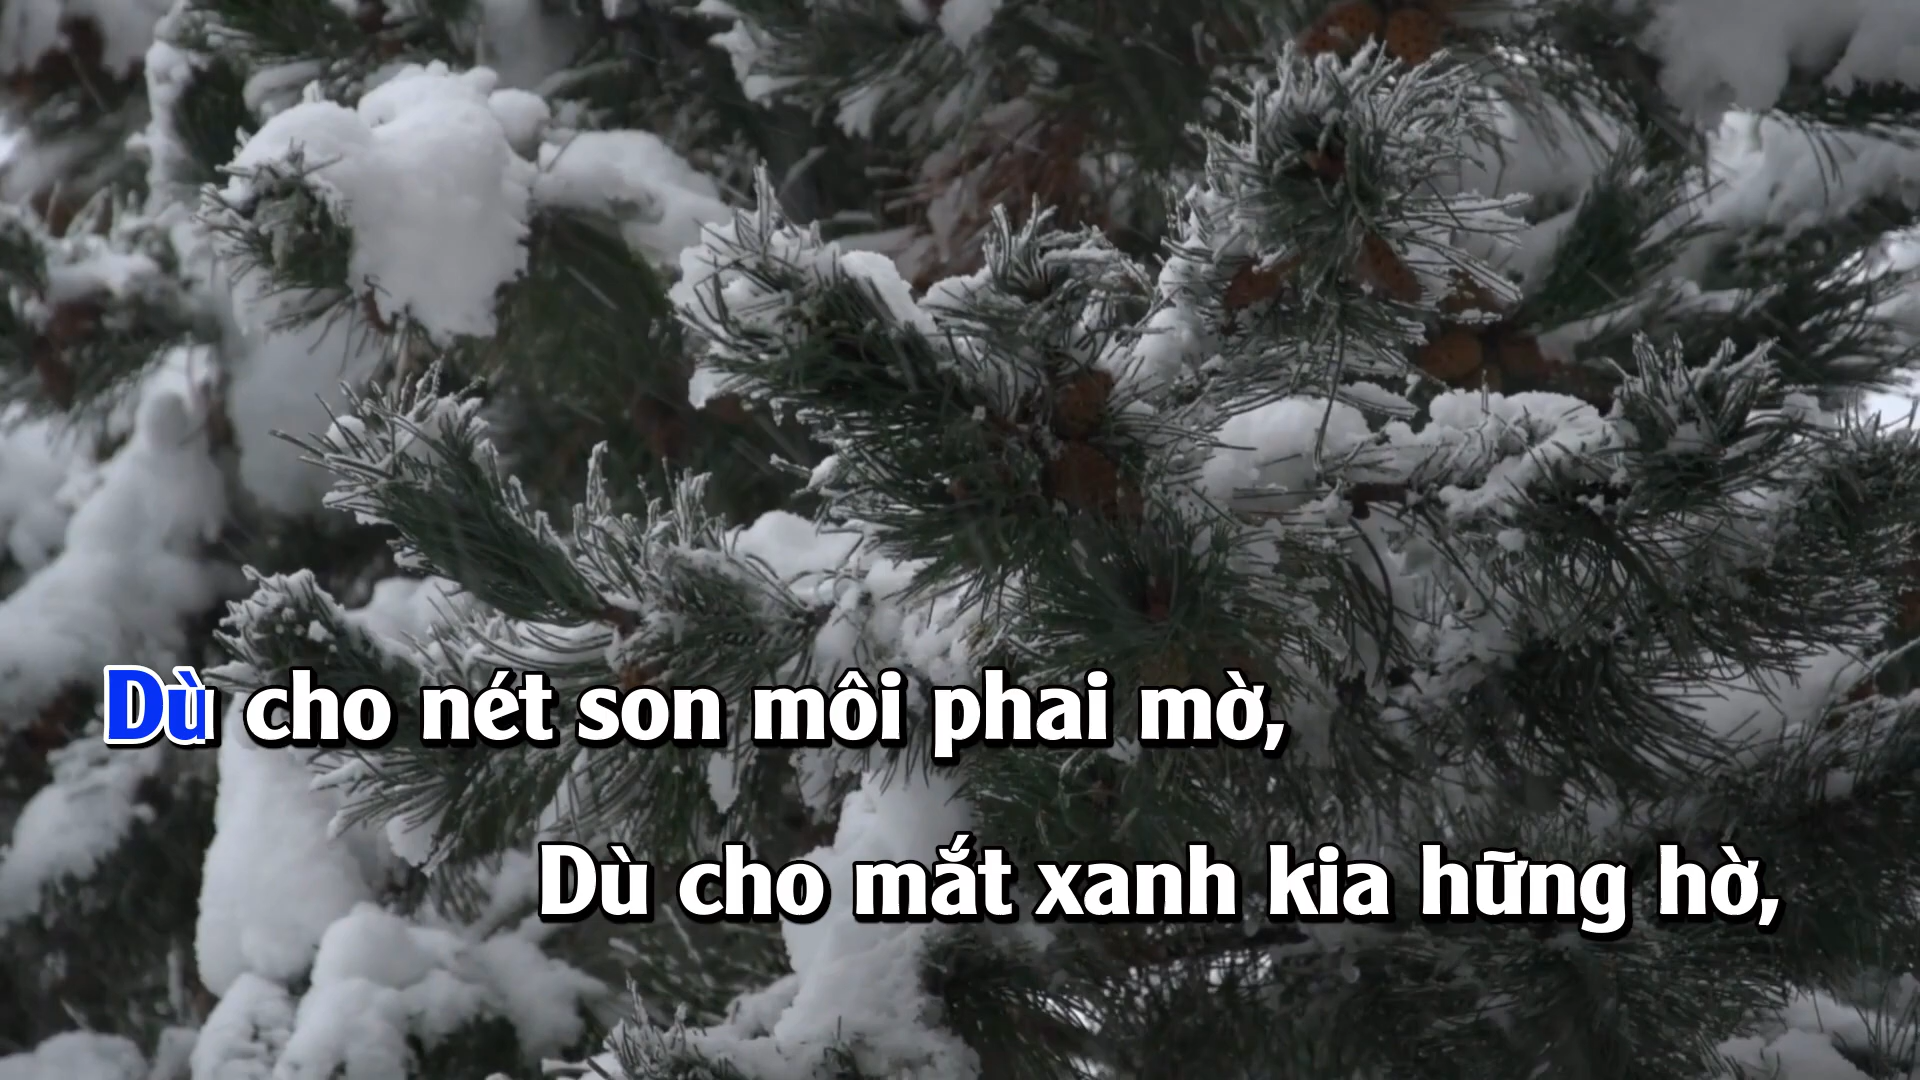 Dù cho nét son môi phai mờ,
Dù cho mắt xanh kia hững hờ,